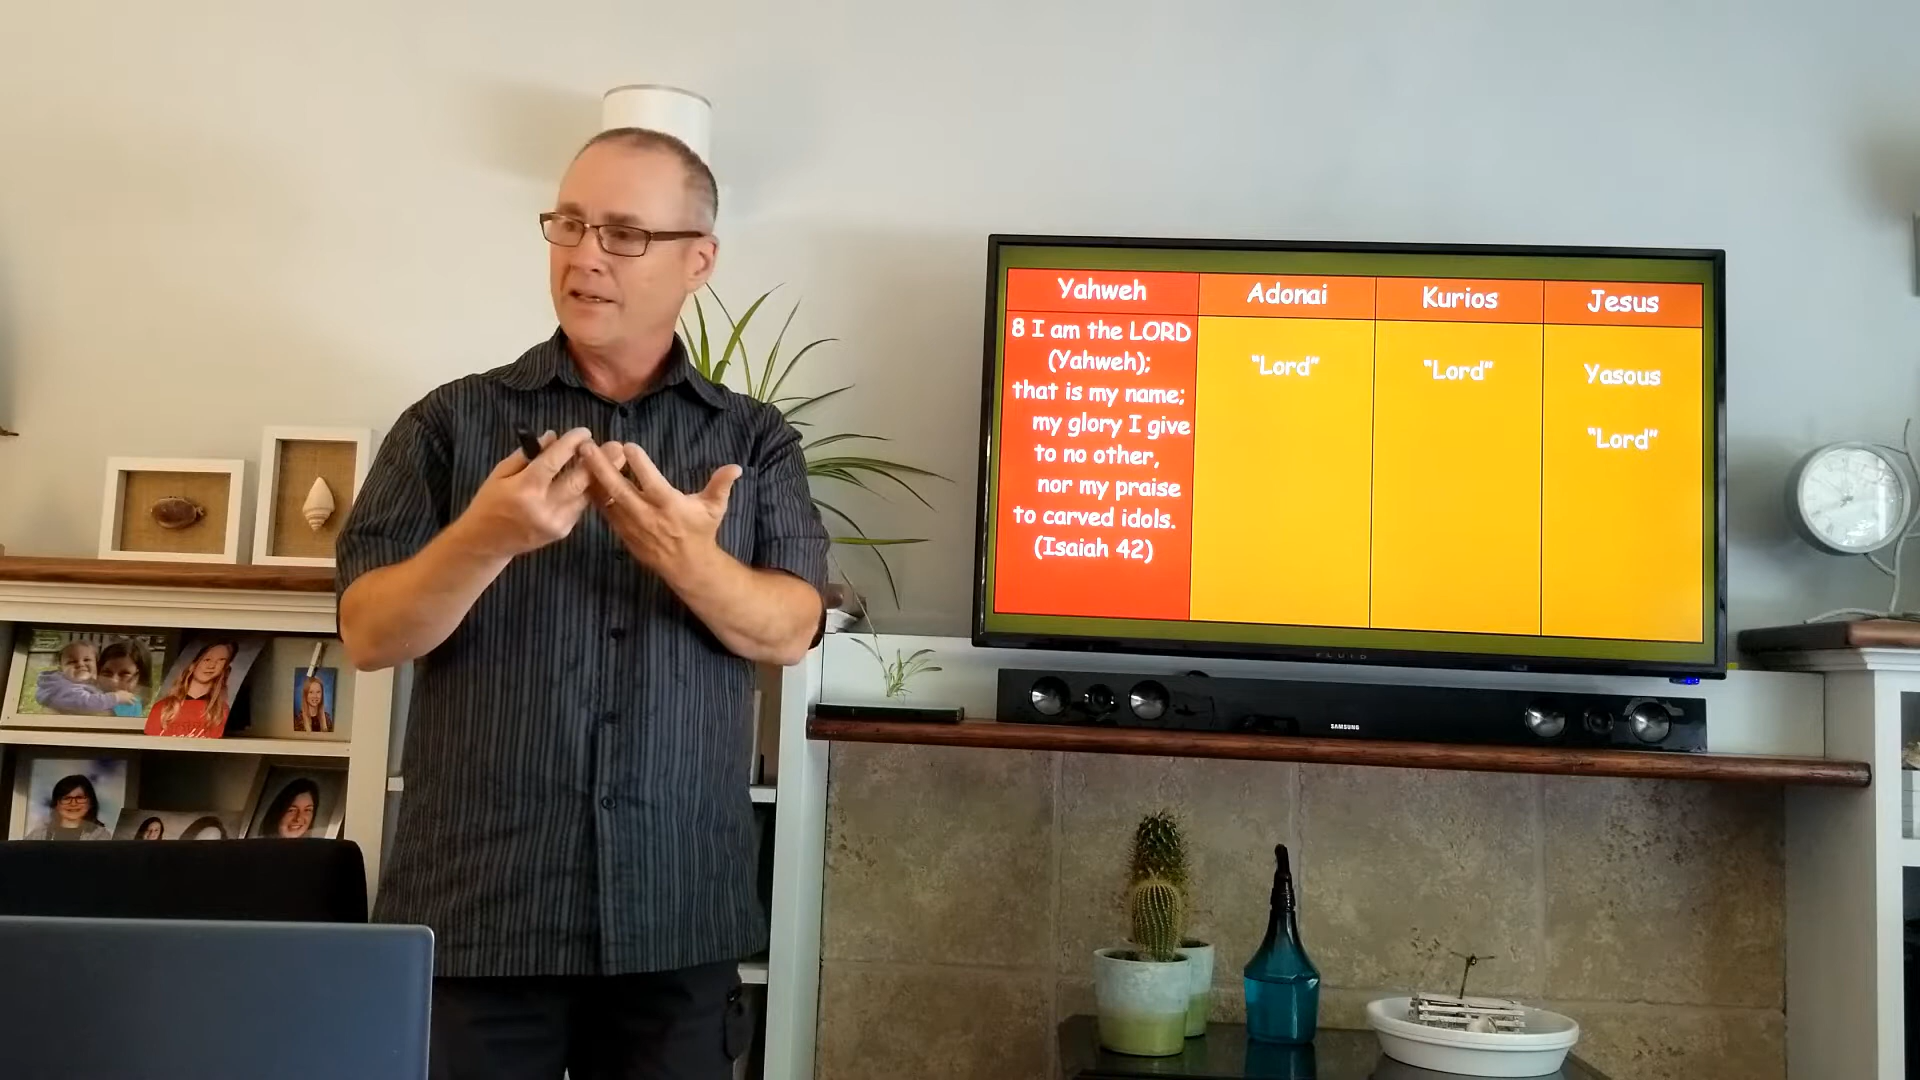 Yahweh
Adonai
Kurios
Jesus
8 I am the LORD
(Yahweh);
that is my name;
my glory I give
to no other,
nor my praise
to carved idols.
(Isaiah 42)
"Lord"
"Lord"
Yasous
"Lord"
FLUID
SAMSUNG